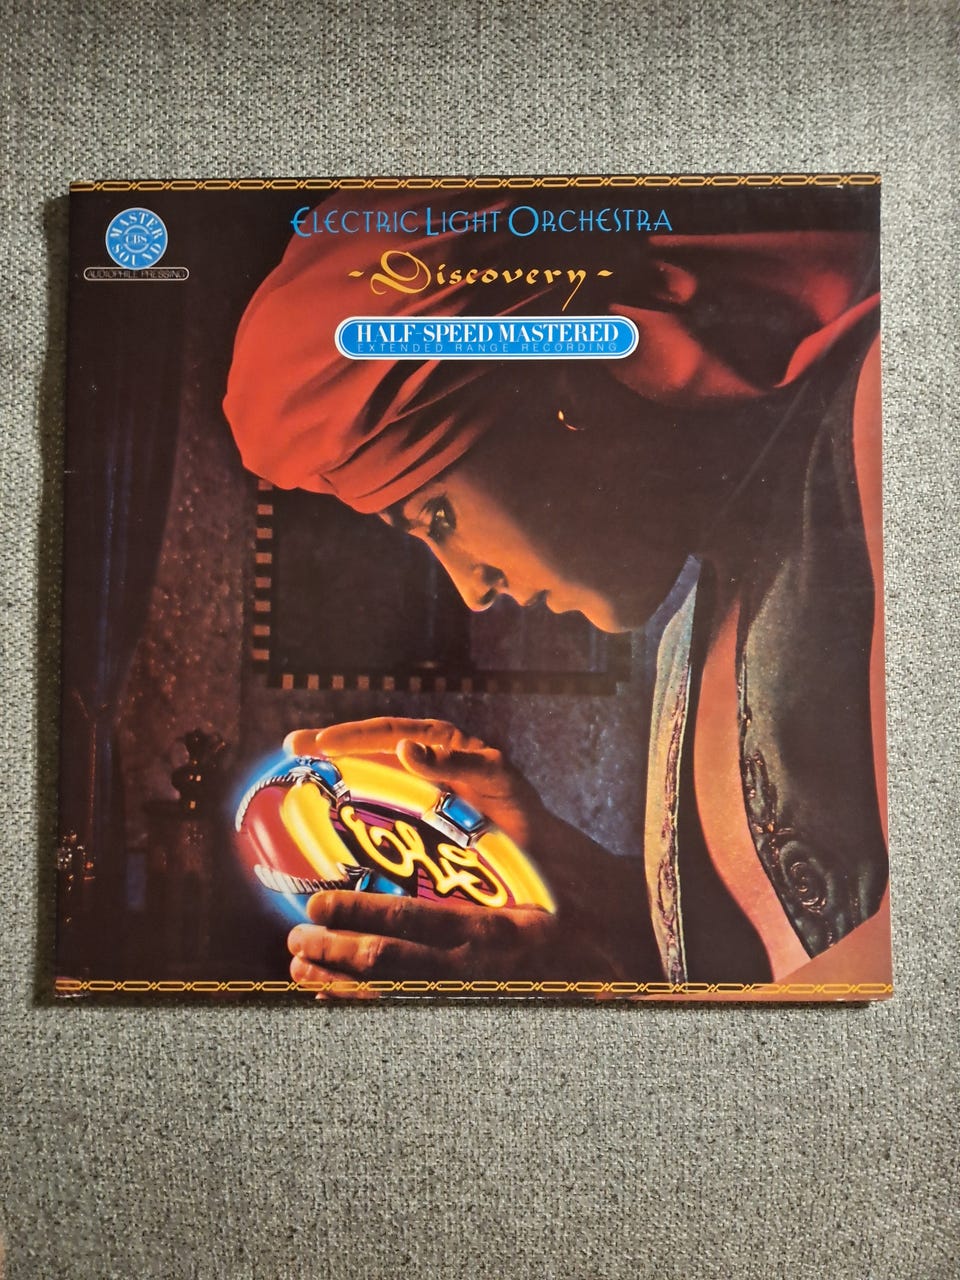 ELECTRIC LIGHT ORCHESTRA
- Discovery -
MASTER
CBS
SOUND
AUDIOPHILE PRESSING
HALF-SPEED MASTERED
EXTENDED RANGE RECORDING
ELO